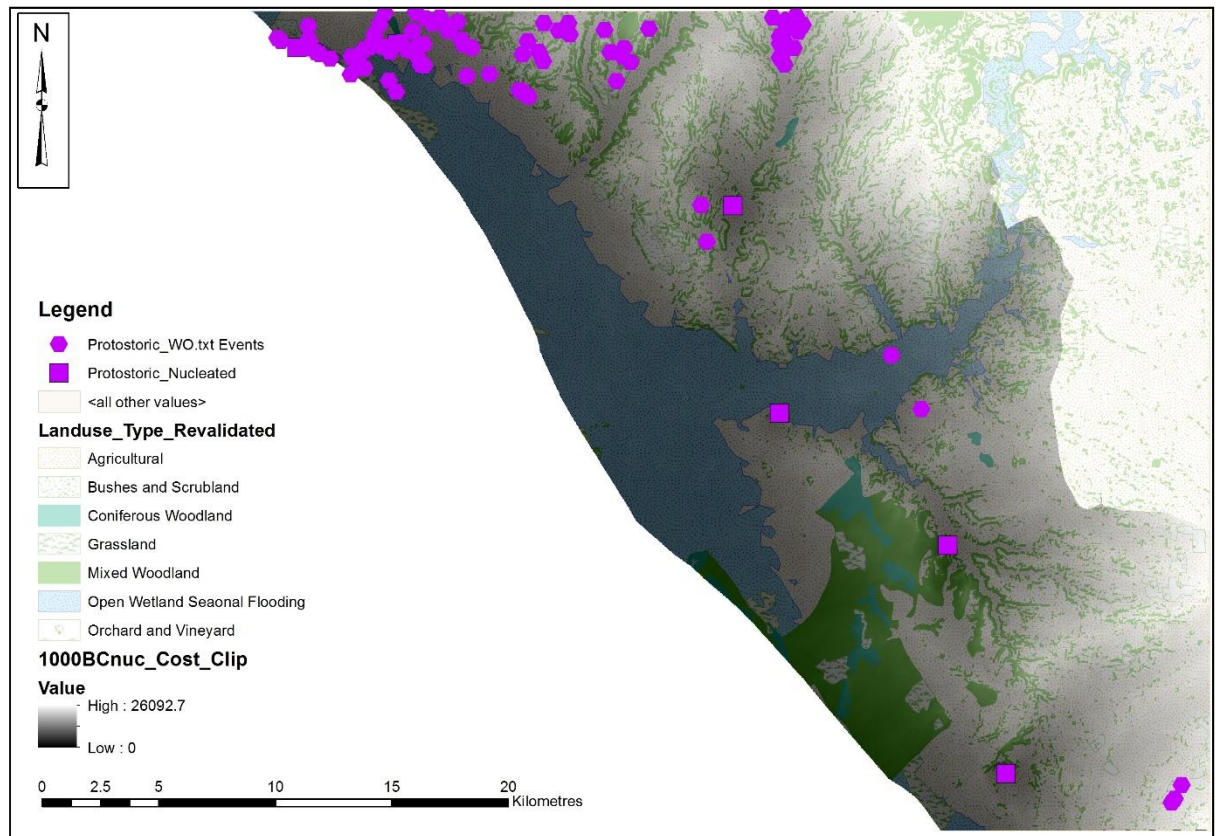 N
Legend
Protostoric_WO.txt Events
Protostoric_Nucleated
<all other values>
Landuse_Type_Revalidated
Agricultural
Bushes and Scrubland
Coniferous Woodland
Grassland
Mixed Woodland
Open Wetland Seaonal Flooding
Orchard and Vineyard
1000BCnuc_Cost_Clip
Value
High : 26092.7
Low : 0
0 2.5 5 10 15 20
Kilometres